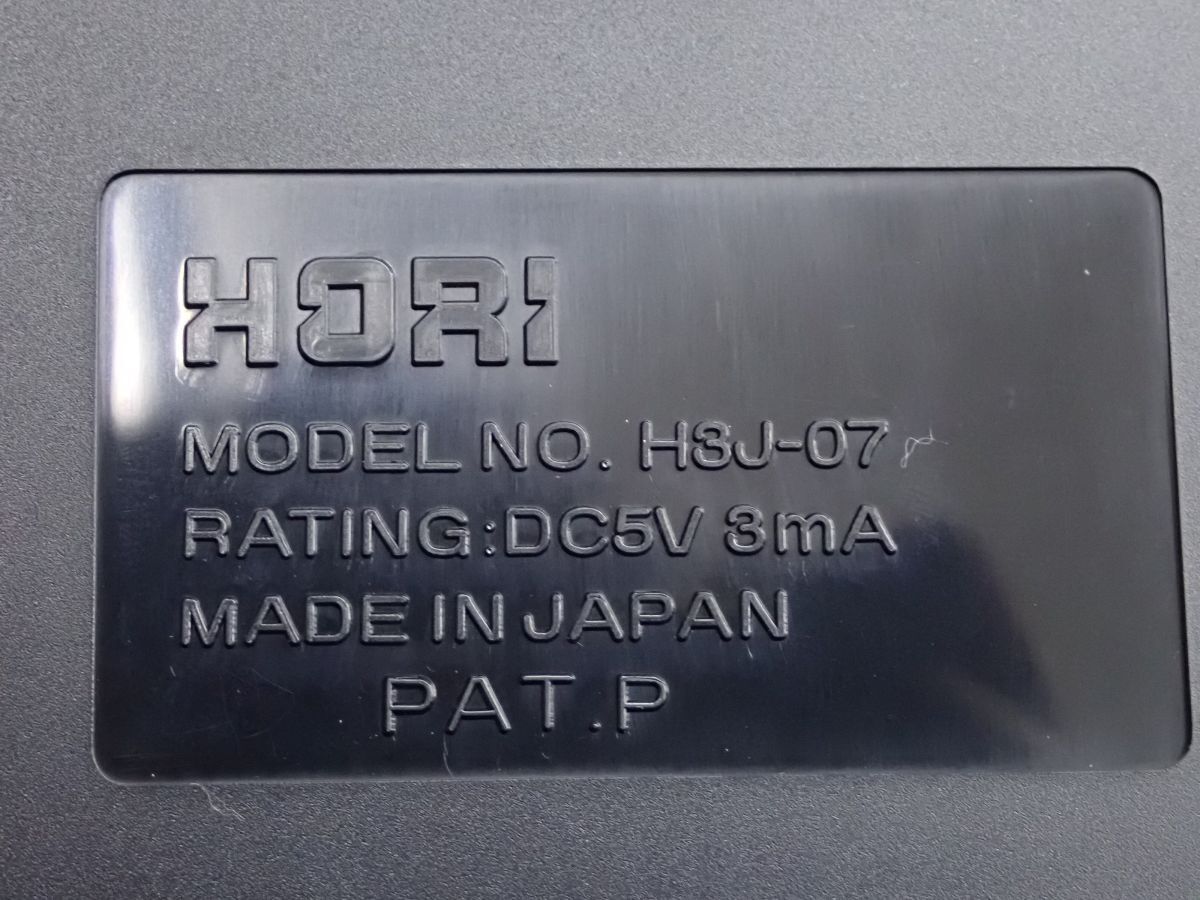 HORI
MODEL NO. H3J-07
RATING:DC5V 3mA
MADE IN JAPAN
PAT.P